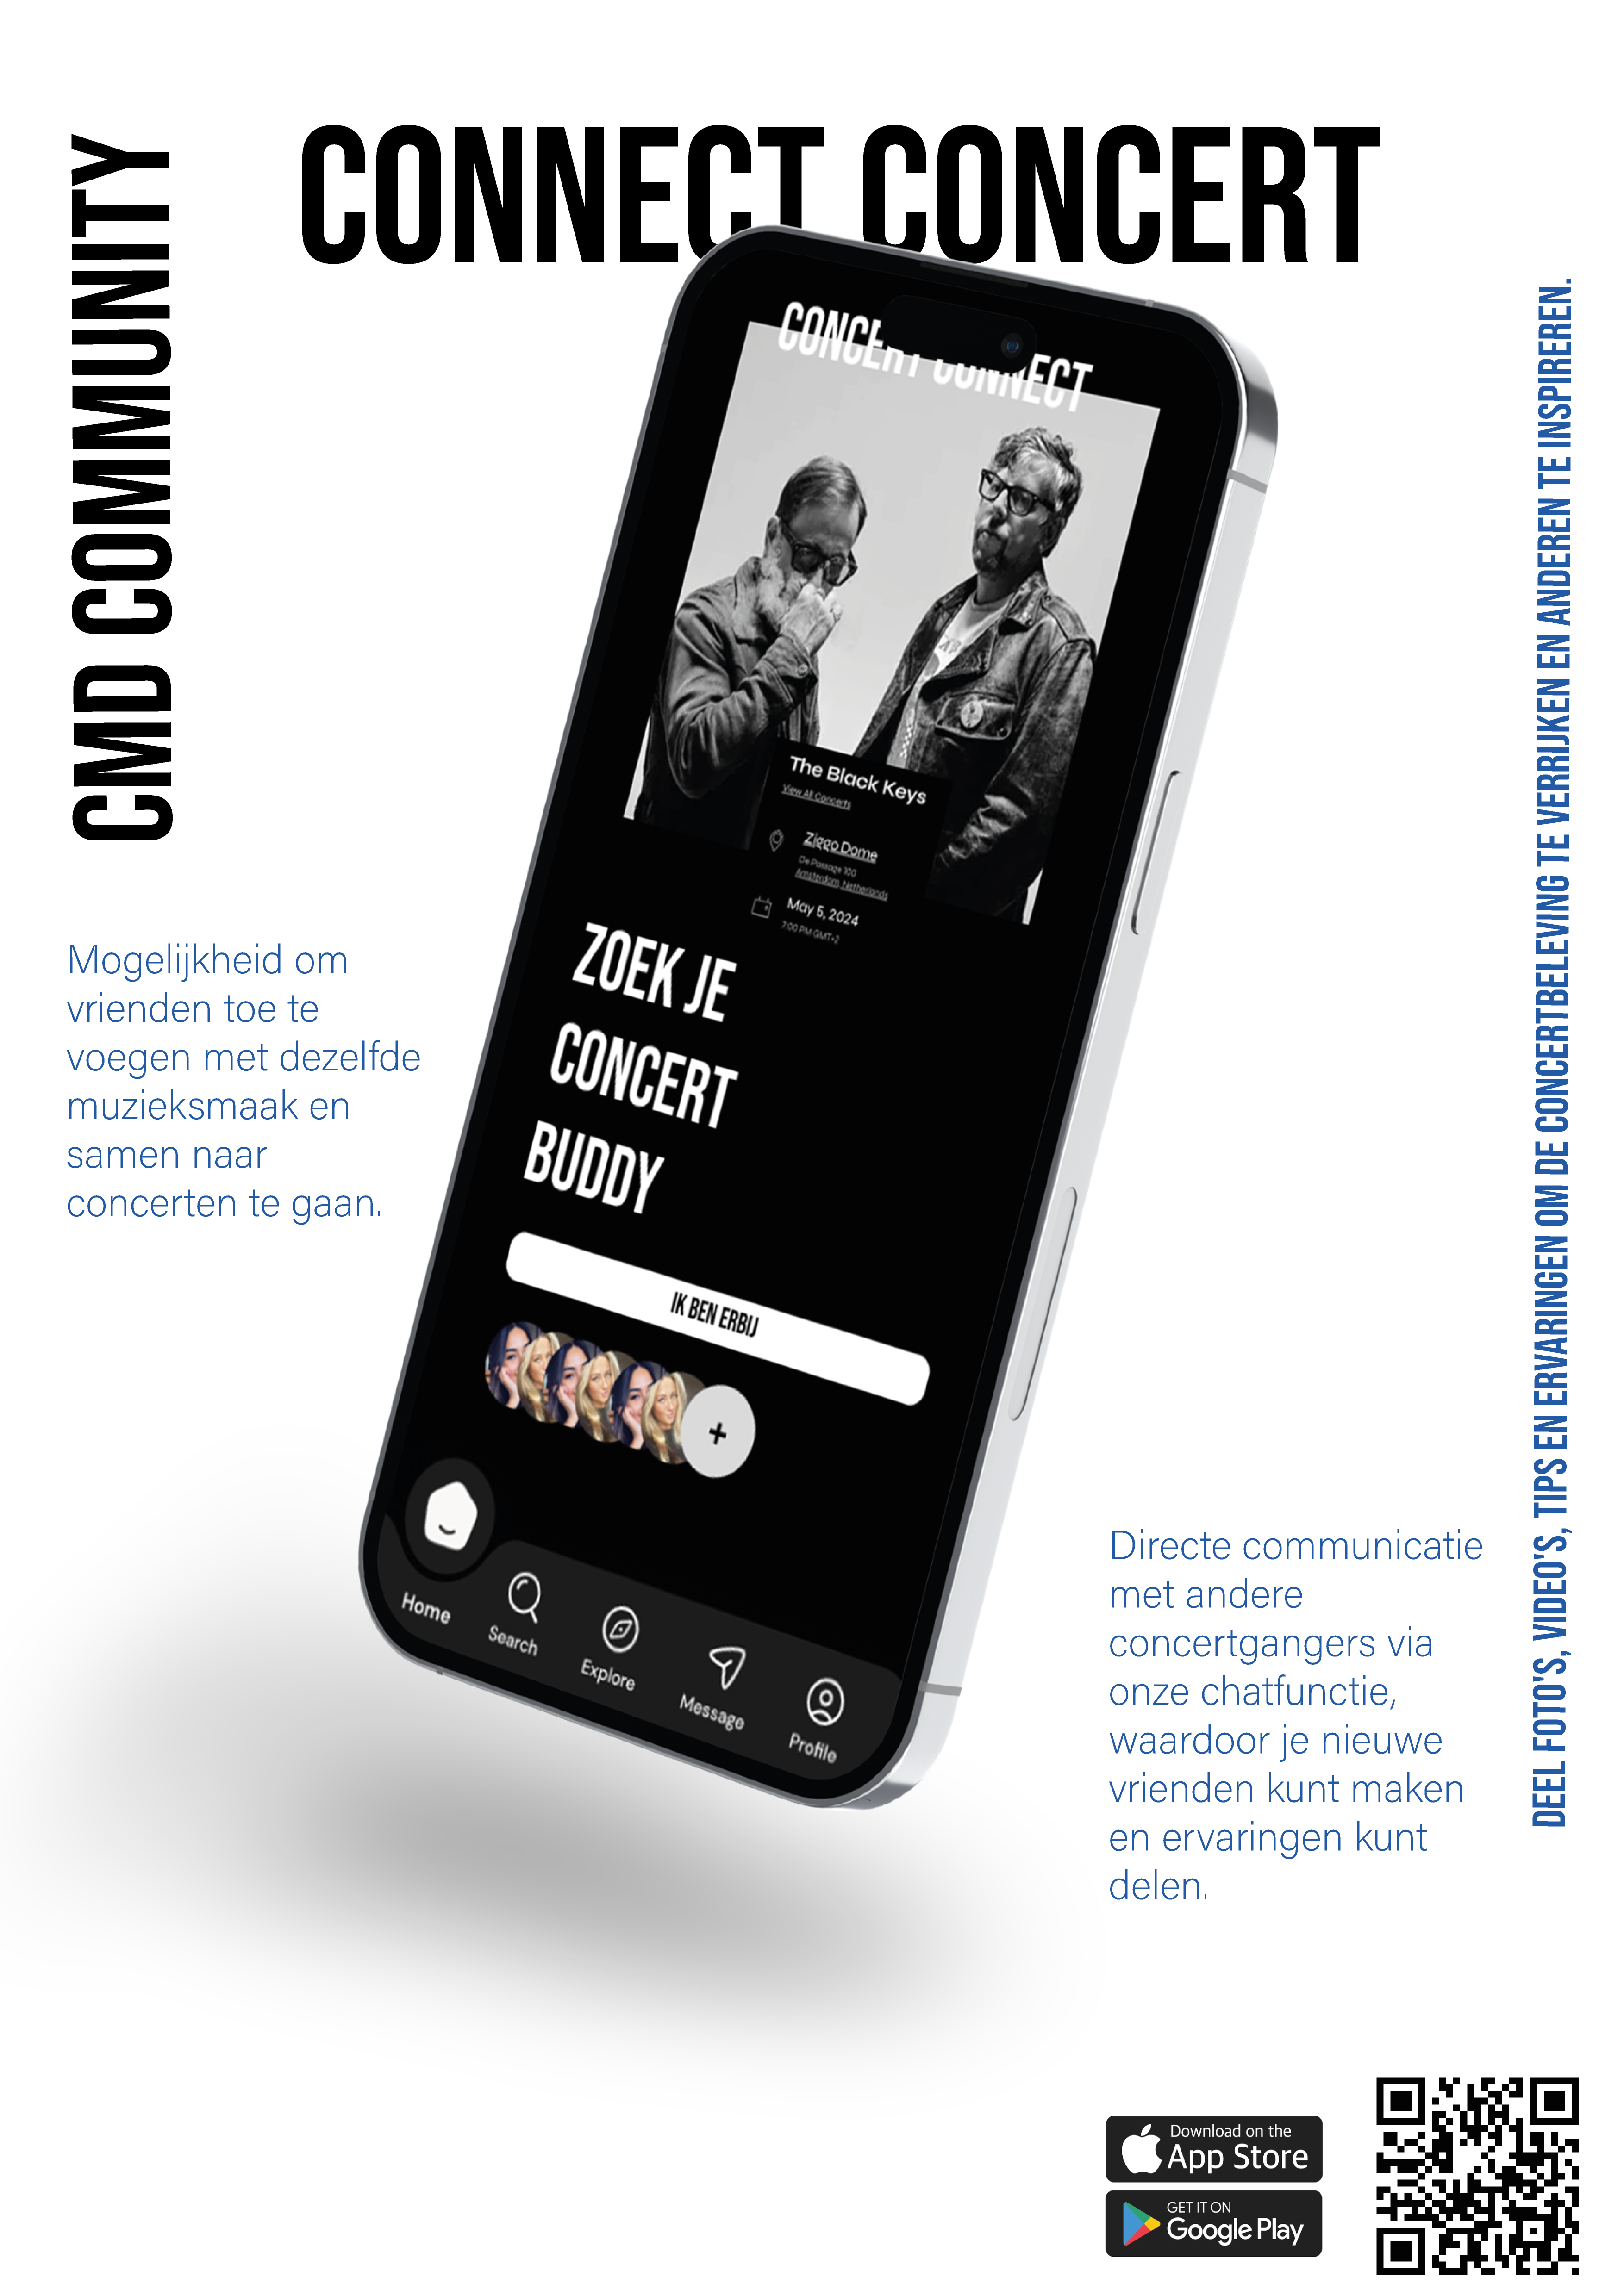 CONNECT CONCERT
CMD COMMUNITY
CONCERT CONNECT
The Black Keys
View All Concerts
Ziggo Dome
De Passage 100
Amsterdam, Netherlands
May 5, 2024
7:00 PM GMT+2
ZOEK JE
CONCERT
BUDDY
IK BEN ERBIJ
+
Home
Search
Explore
Message
Profile
Mogelijkheid om
vrienden toe te
voegen met dezelfde
muzieksmaak en
samen naar
concerten te gaan.
DEEL FOTO'S, VIDEO'S, TIPS EN ERVARINGEN OM DE CONCERTBELEVING TE VERRIJKEN EN ANDEREN TE INSPIREREN.
Directe communicatie
met andere
concertgangers via
onze chatfunctie,
waardoor je nieuwe
vrienden kunt maken
en ervaringen kunt
delen.
Download on the
App Store
GET IT ON
Google Play